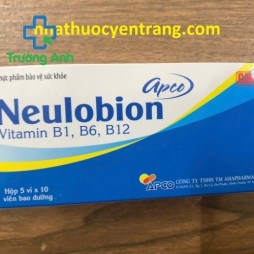 nhathuocyentrang.com
Trường Anh
Thực phẩm bảo vệ sức khỏe
apco
Neulobion
Vitamin B1, B6, B12
Hộp 5 vỉ x 10
viên bao đường
APCO
CÔNG TY TNHH TM AHAPHARMA